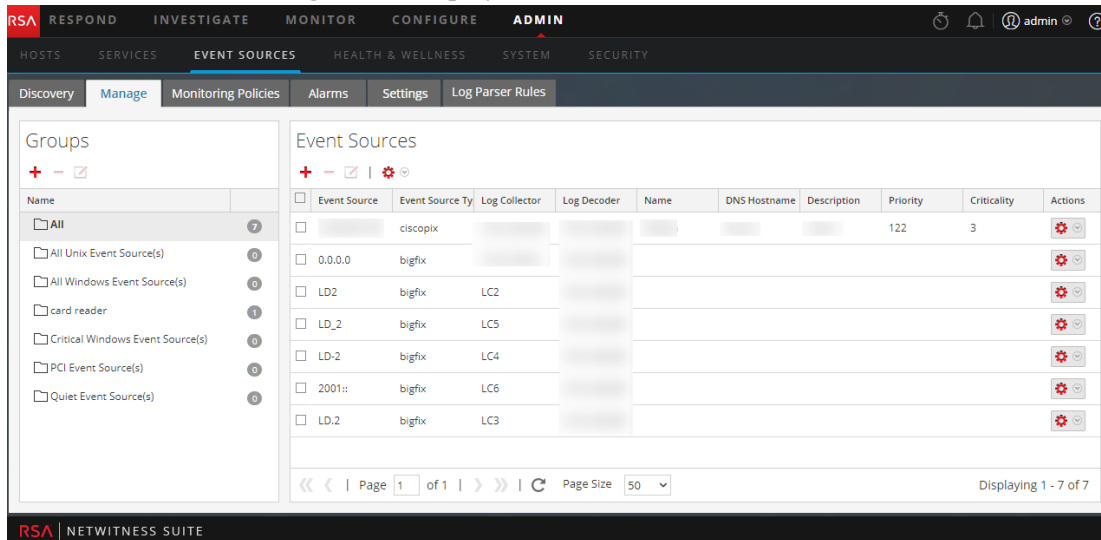 RSA RESPOND INVESTIGATE MONITOR CONFIGURE ADMIN admin
HOSTS SERVICES EVENT SOURCES HEALTH & WELLNESS SYSTEM SECURITY
Discovery Manage Monitoring Policies Alarms Settings Log Parser Rules
Groups
Name
All 7
All Unix Event Source(s) 0
All Windows Event Source(s) 0
card reader 1
Critical Windows Event Source(s) 0
PCI Event Source(s) 0
Quiet Event Source(s) 0
Event Sources
Event Source Event Source Ty Log Collector Log Decoder Name DNS Hostname Description Priority Criticality Actions
ciscopix 122 3
0.0.0.0 bigfix
LD2 bigfix LC2
LD_2 bigfix LC5
LD-2 bigfix LC4
2001:: bigfix LC6
LD.2 bigfix LC3
Page 1 of 1 Page Size 50 Displaying 1 - 7 of 7
RSA NETWITNESS SUITE